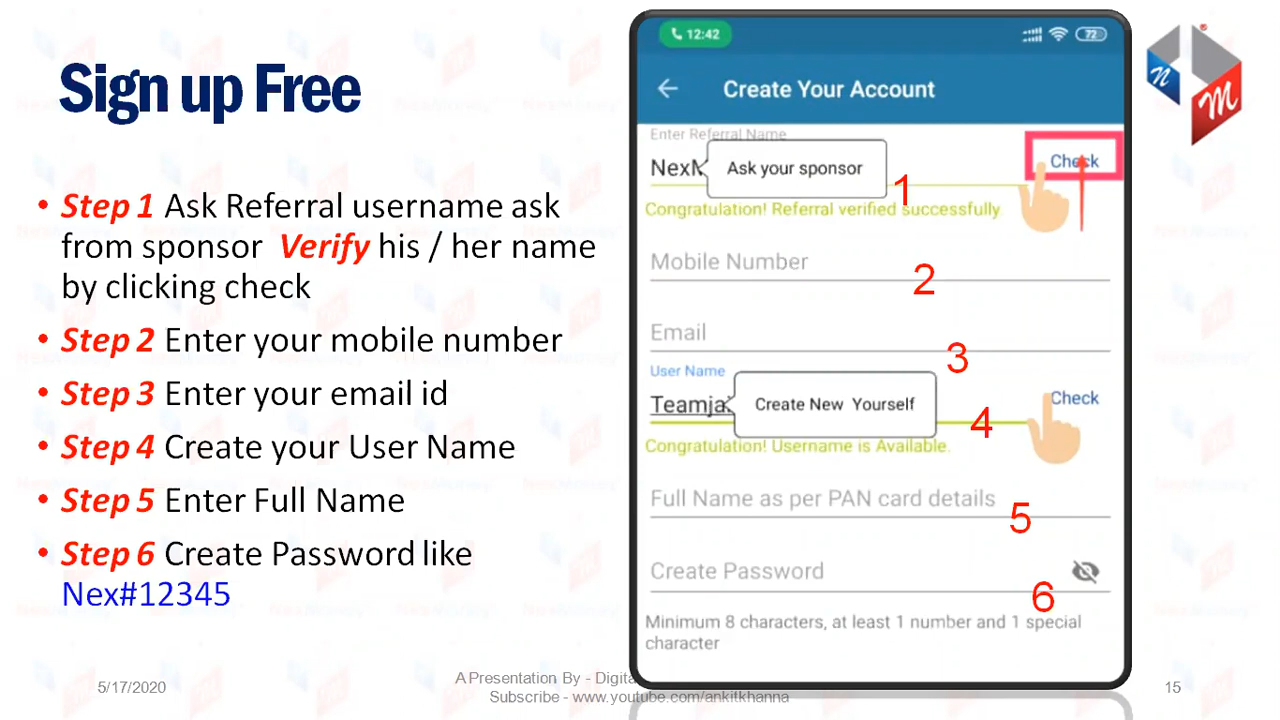 Sign up Free
• Step 1 Ask Referral username ask
from sponsor Verify his / her name
by clicking check
• Step 2 Enter your mobile number
• Step 3 Enter your email id
• Step 4 Create your User Name
• Step 5 Enter Full Name
• Step 6 Create Password like
Nex#12345
12:42
72
Create Your Account
Enter Referral Name
Check
Ask your sponsor
1
Congratulation! Referral verified successfully.
Mobile Number
2
Email
3
User Name
Teamja
Create New Yourself
Check
4
Congratulation! Username is Available.
Full Name as per PAN card details
5
Create Password
6
Minimum 8 characters, at least 1 number and 1 special
character
n
m
5/17/2020
A Presentation By - Digita
Subscribe - www.youtube.com/ankitkhanna
15